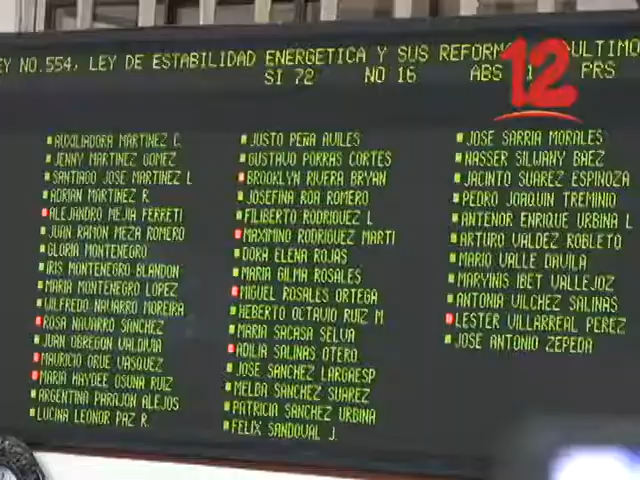 LEY NO.554, LEY DE ESTABILIDAD ENERGETICA Y SUS REFORM ULTIMO
SI 72 NO 16 ABS 1 PRS
12
AUXILIADORA MARTINEZ C.
JENNY MARTINEZ GOMEZ
SANTIAGO JOSE MARTINEZ L
ADRIAN MARTINEZ R
ALEJANDRO MEJIA FERRETI
JUAN RAMON MEZA ROMERO
GLORIA MONTENEGRO
IRIS MONTENEGRO BLANDON
MARIA MONTENEGRO LOPEZ
WILFREDO NAVARRO MOREIRA
ROSA NAVARRO SANCHEZ
JUAN OBREGON VALDIVIA
MAURICIO ORUE VASQUEZ
MARIA HAYDEE OSUNA RUIZ
ARGENTINA PARAJON ALEJOS
LUCINA LEONOR PAZ R.
JUSTO PEÑA AVILES
GUSTAVO PORRAS CORTES
BROOKLYN RIVERA BRYAN
JOSEFINA ROA ROMERO
FILIBERTO RODRIGUEZ L
MAXIMINO RODRIGUEZ MARTI
DORA ELENA ROJAS
MARIA GILMA ROSALES
MIGUEL ROSALES ORTEGA
HEBERTO OCTAVIO RUIZ M
MARIA SACASA SELVA
ADILIA SALINAS OTERO
JOSE SANCHEZ LARGAESP
MELBA SANCHEZ SUAREZ
PATRICIA SANCHEZ URBINA
FELIX SANDOVAL J.
JOSE SARRIA MORALES
NASSER SILWANY BAEZ
JACINTO SUAREZ ESPINOZA
PEDRO JOAQUIN TREMINIO
ANTENOR ENRIQUE URBINA L
ARTURO VALDEZ ROBLETO
MARIO VALLE DAVILA
MARYINIS IBET VALLEJOZ
ANTONIA VILCHEZ SALINAS
LESTER VILLARREAL PEREZ
JOSE ANTONIO ZEPEDA